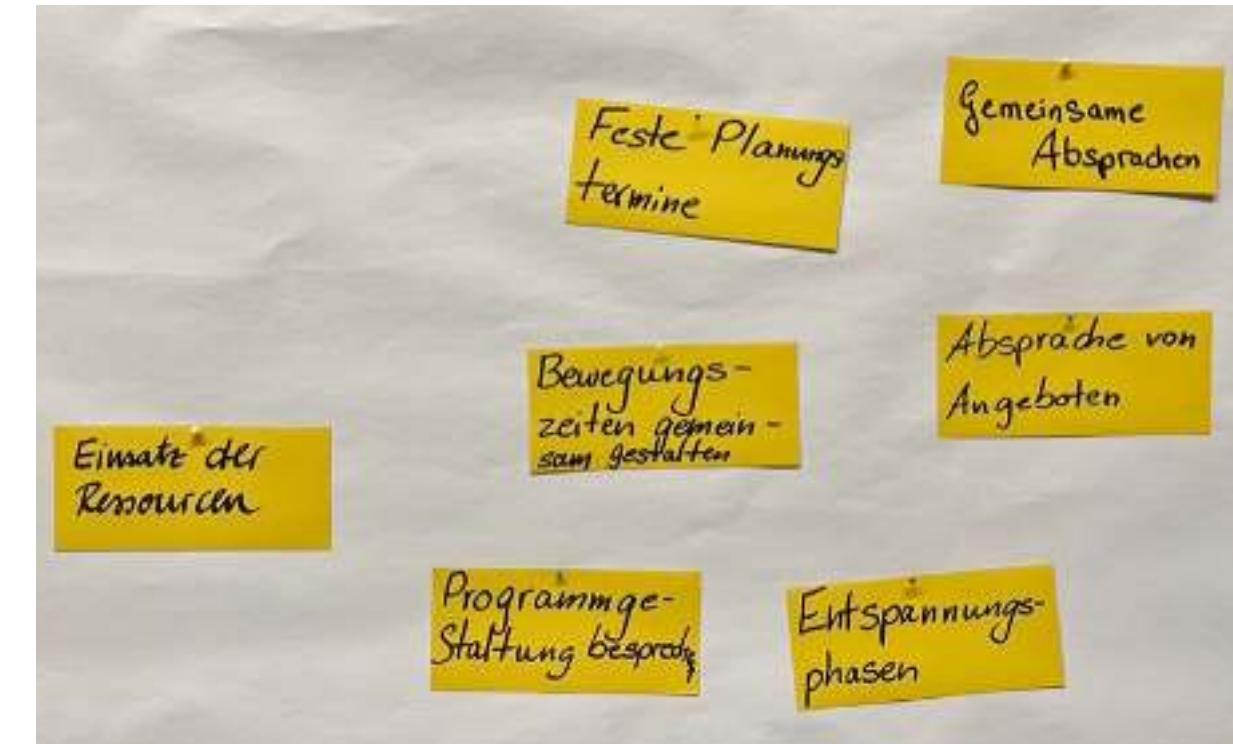 Feste Planungs
termine
Gemeinsame
Absprachen
Bewegungs-
zeiten gemein-
sam gestalten
Absprache von
Angeboten
Einsatz der
Ressourcen
Programmge-
staltung besprechen
Entspannungs-
phasen